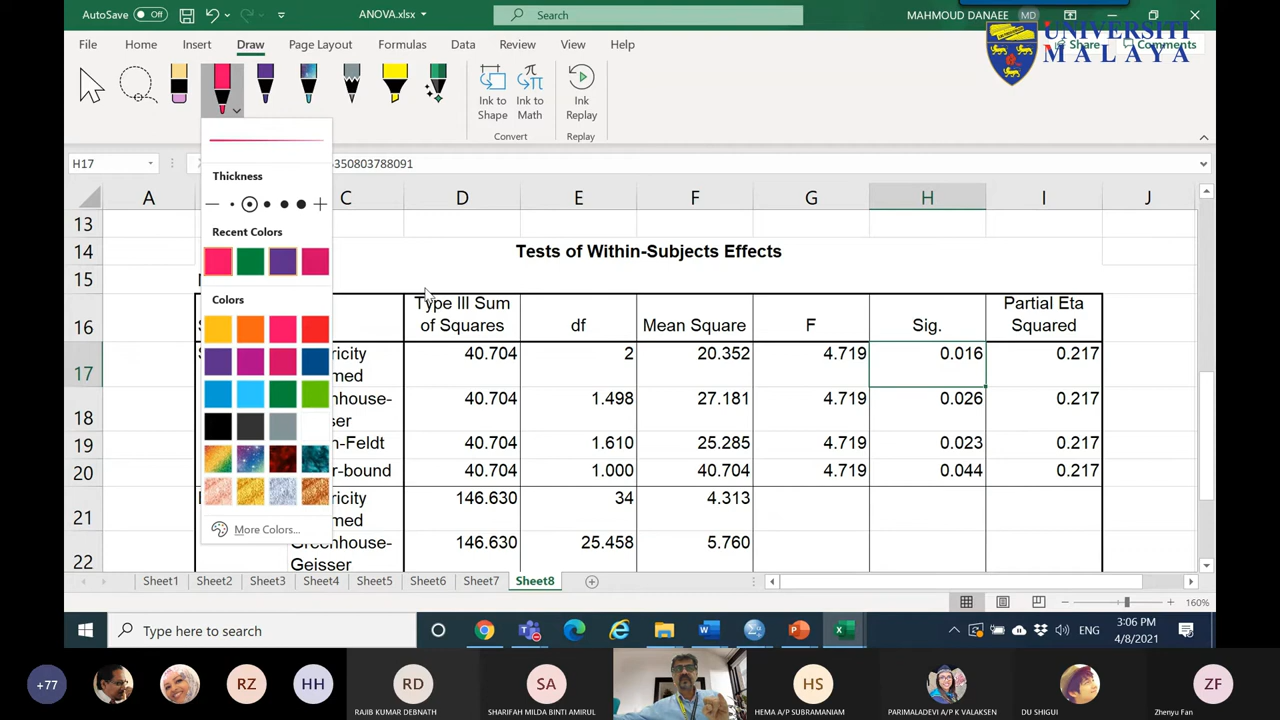 AutoSave Off ANOVA.xlsx Search MAHMOUD DANAEE MD
UNIVERSITI
MALAYA
File Home Insert Draw Page Layout Formulas Data Review View Help Share Comments
Ink to Shape Ink to Math Ink Replay
Convert Replay
H17 350803788091
Thickness
Recent Colors
Colors
More Colors...
A C D E F G H I J
13
14 Tests of Within-Subjects Effects
15
16 Type III Sum of Squares df Mean Square F Sig. Partial Eta Squared
17 ricity med 40.704 2 20.352 4.719 0.016 0.217
18 house- ser 40.704 1.498 27.181 4.719 0.026 0.217
19 n-Feldt 40.704 1.610 25.285 4.719 0.023 0.217
20 r-bound 40.704 1.000 40.704 4.719 0.044 0.217
21 ricity med 146.630 34 4.313
22 Greenhouse-Geisser 146.630 25.458 5.760
Sheet1 Sheet2 Sheet3 Sheet4 Sheet5 Sheet6 Sheet7 Sheet8
160%
Type here to search ENG 3:06 PM
4/8/2021
+77 RZ HH RD SA HS ZF
RAJIB KUMAR DEBNATH SHARIFAH MILDA BINTI AMIRUL HEMA A/P SUBRAMANIAM PARIMALADEVI A/P K VALAKSEN DU SHIGUI Zhenyu Fan